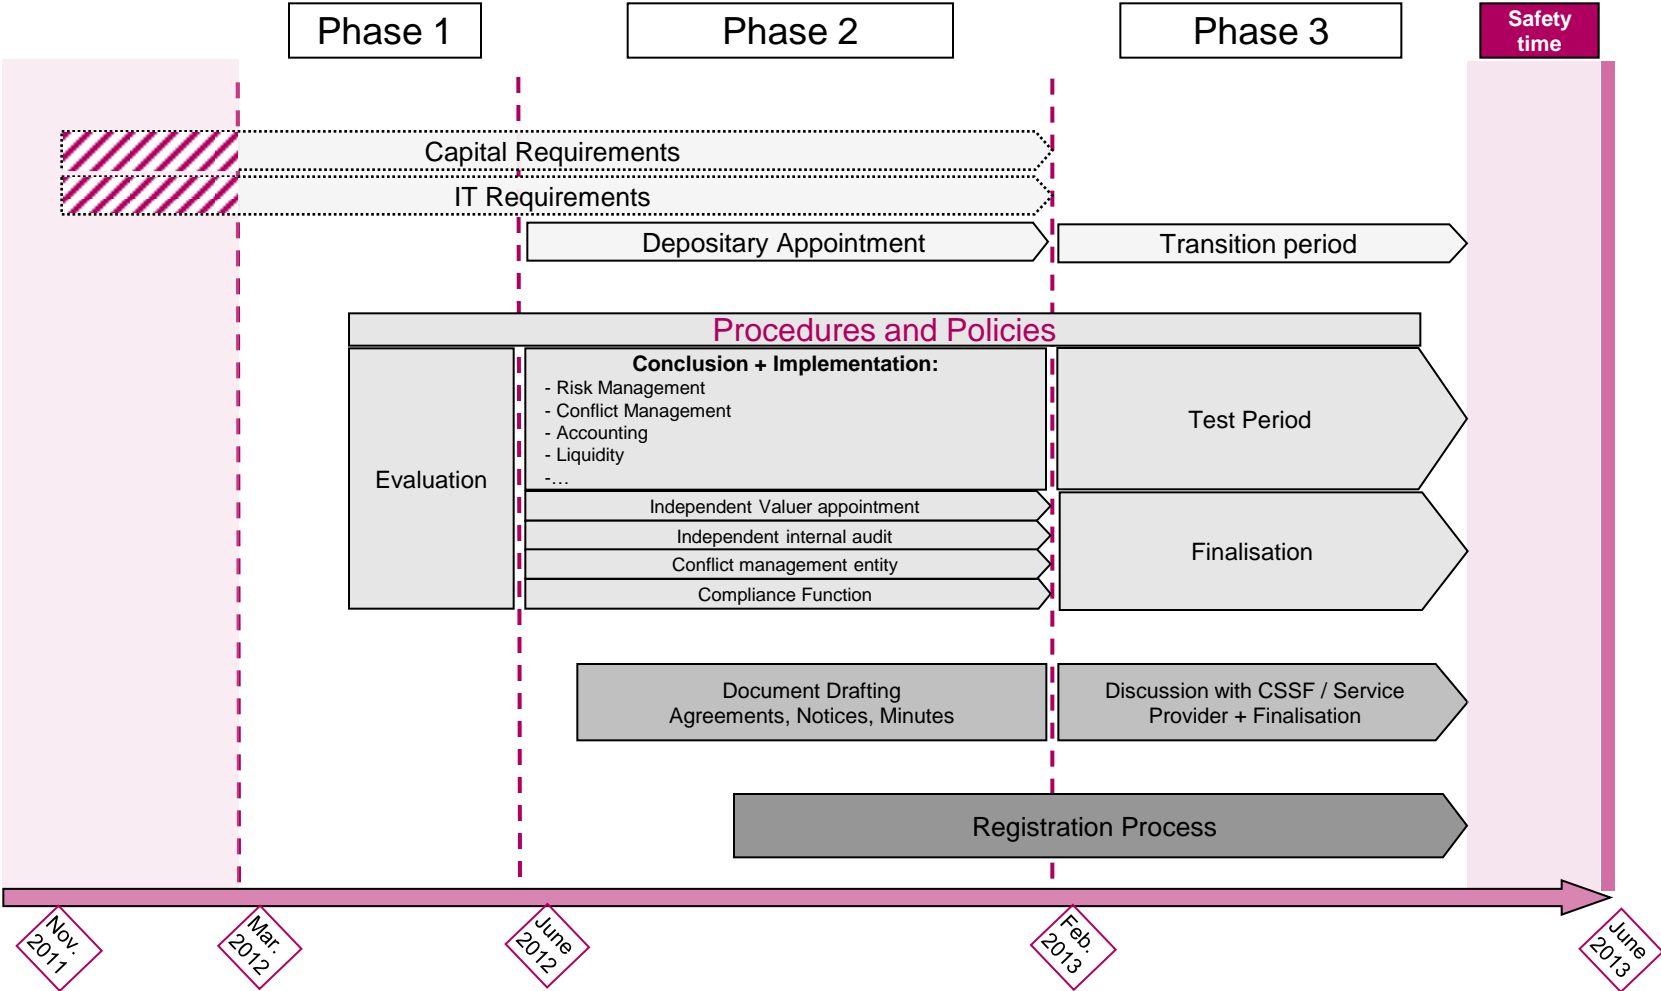 Phase 1
Phase 2
Phase 3
Safety
time
Capital Requirements
IT Requirements
Depositary Appointment
Transition period
Procedures and Policies
Evaluation
Conclusion + Implementation:
- Risk Management
- Conflict Management
- Accounting
- Liquidity
-…
Test Period
Independent Valuer appointment
Independent internal audit
Conflict management entity
Compliance Function
Finalisation
Document Drafting
Agreements, Notices, Minutes
Discussion with CSSF / Service
Provider + Finalisation
Registration Process
Nov.
2011
Mar.
2012
June
2012
Feb.
2013
June
2013